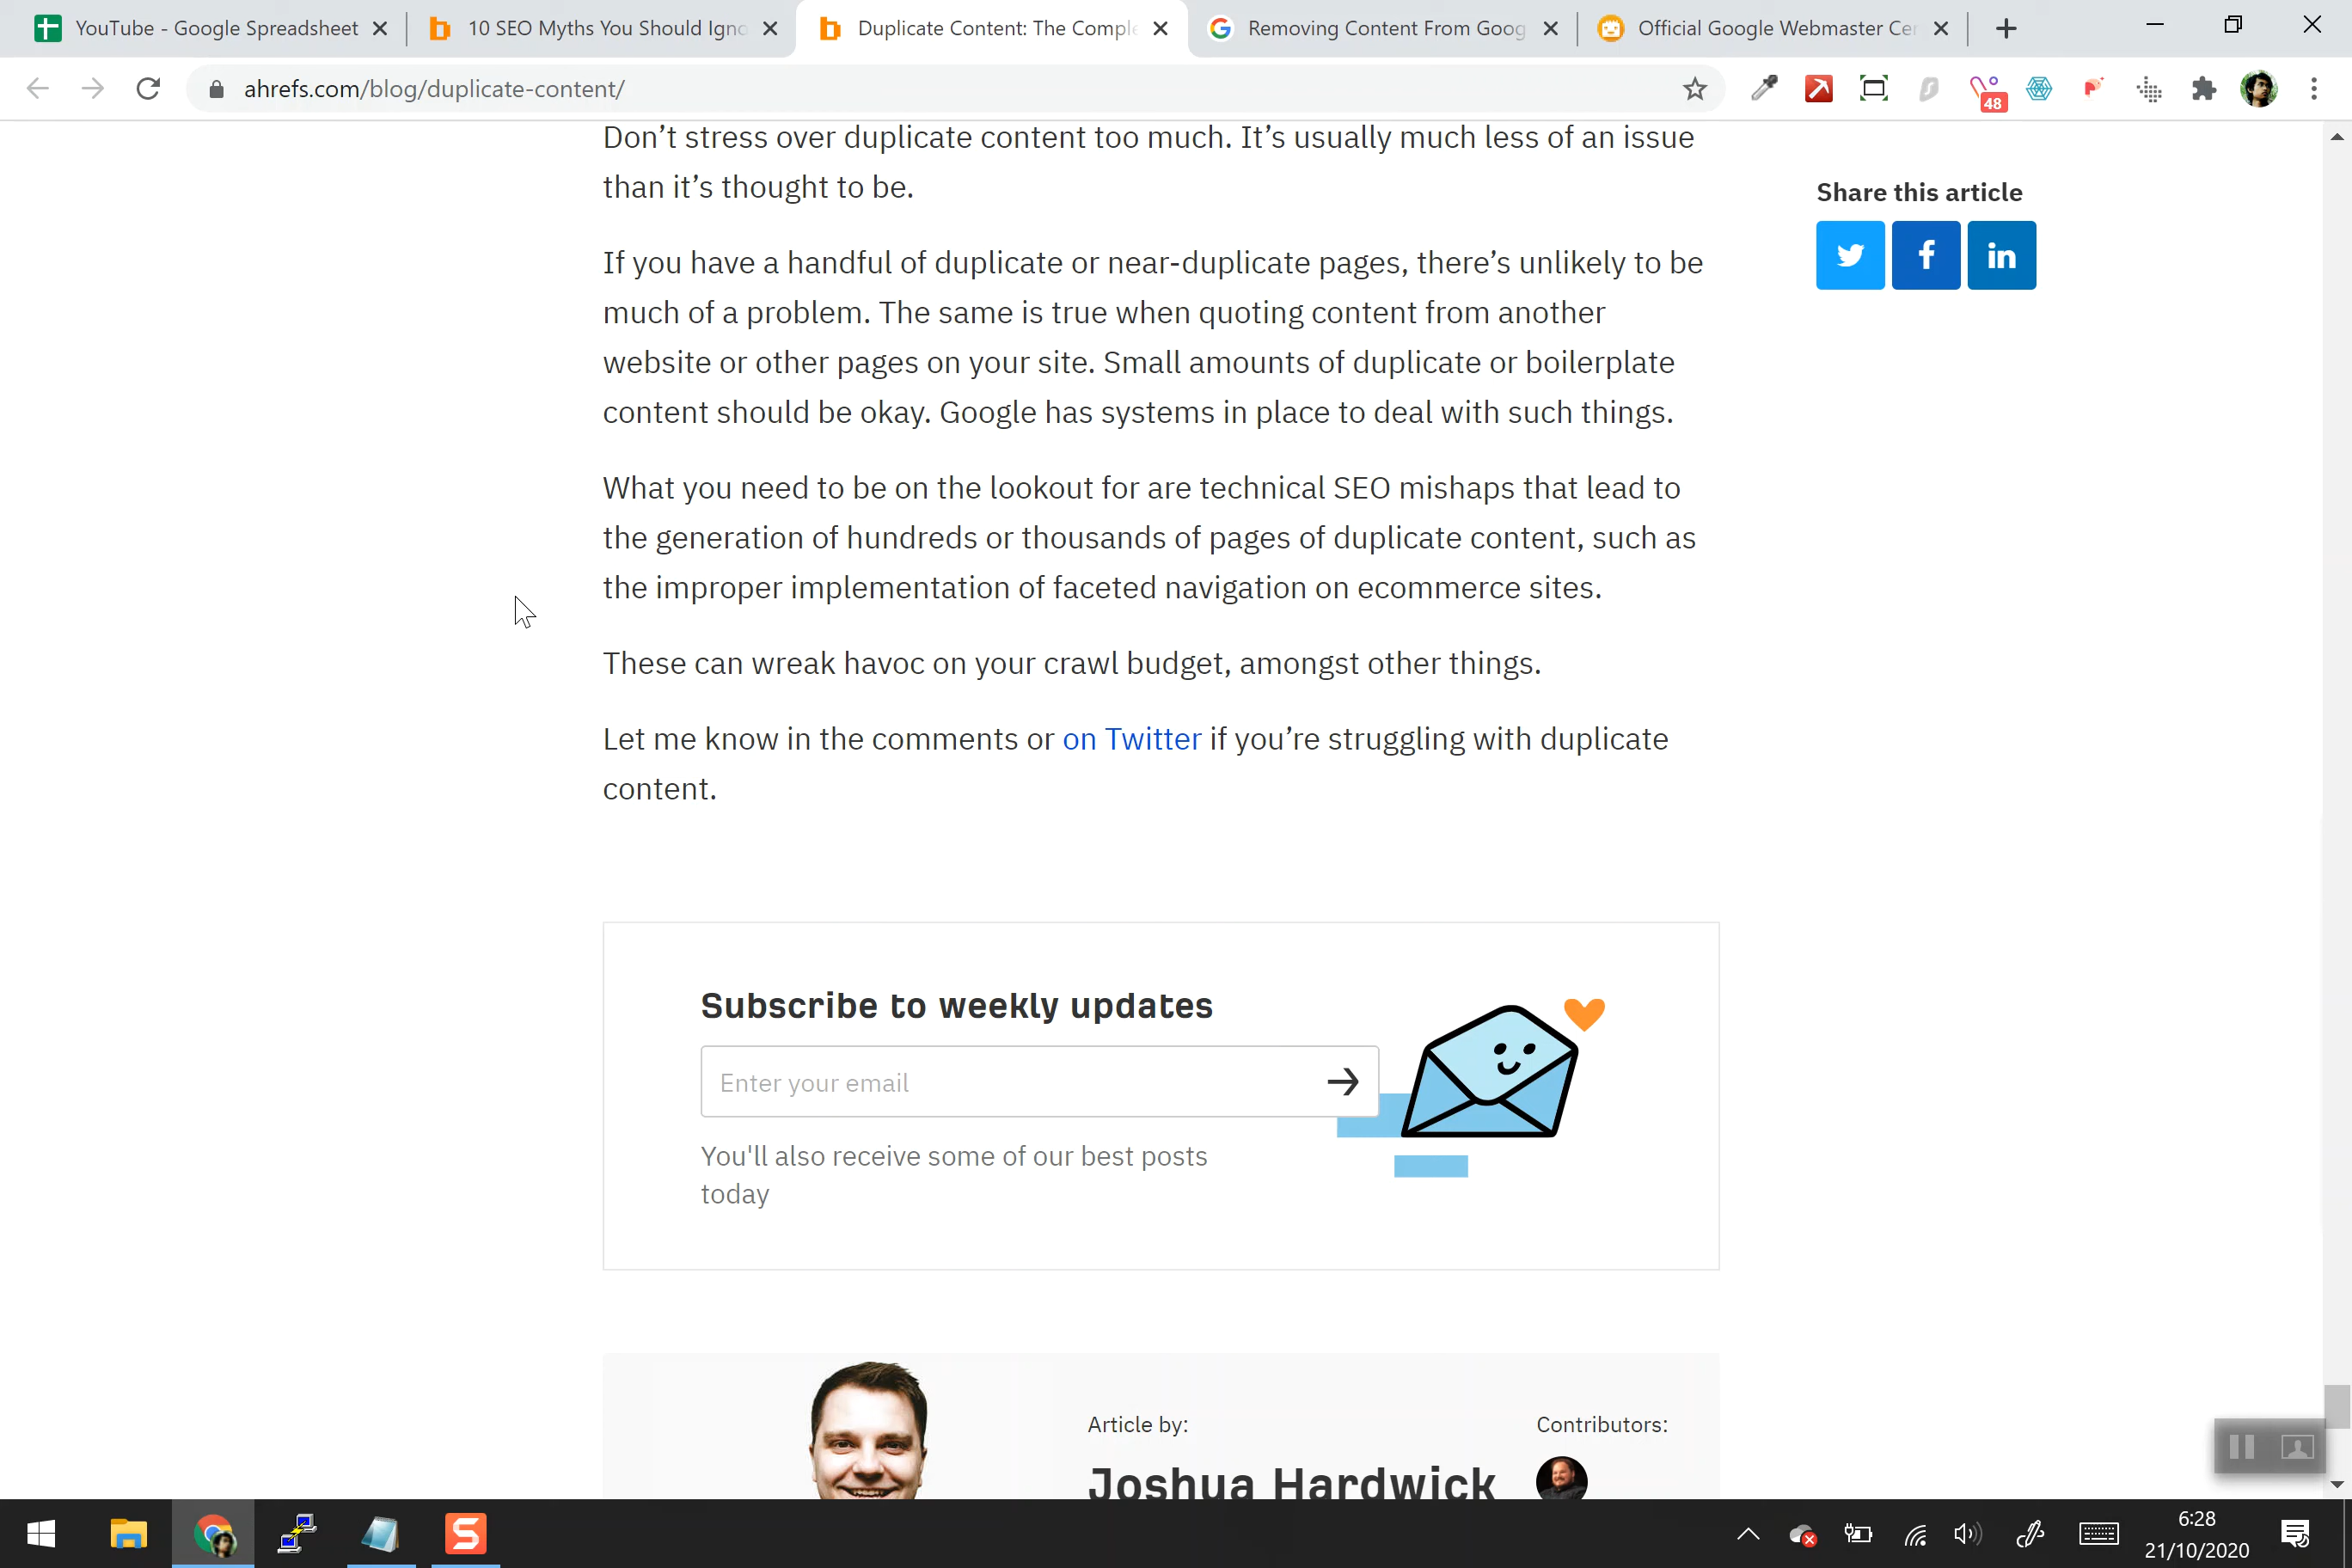 YouTube - Google Spreadsheet
10 SEO Myths You Should Igno
Duplicate Content: The Comple
Removing Content From Goog
Official Google Webmaster Cen
ahrefs.com/blog/duplicate-content/
48
Don’t stress over duplicate content too much. It’s usually much less of an issue
than it’s thought to be.
If you have a handful of duplicate or near-duplicate pages, there’s unlikely to be
much of a problem. The same is true when quoting content from another
website or other pages on your site. Small amounts of duplicate or boilerplate
content should be okay. Google has systems in place to deal with such things.
What you need to be on the lookout for are technical SEO mishaps that lead to
the generation of hundreds or thousands of pages of duplicate content, such as
the improper implementation of faceted navigation on ecommerce sites.
These can wreak havoc on your crawl budget, amongst other things.
Let me know in the comments or on Twitter if you’re struggling with duplicate
content.
Share this article
Subscribe to weekly updates
Enter your email
You'll also receive some of our best posts
today
Article by:
Joshua Hardwick
Contributors:
6:28
21/10/2020